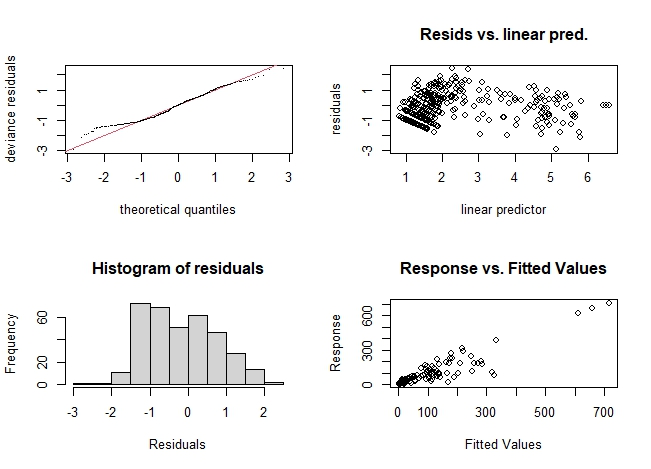 deviance residuals
-3 -1 1
-3 -2 -1 0 1 2 3
theoretical quantiles
Resids vs. linear pred.
residuals
-3 -1 1
1 2 3 4 5 6
linear predictor
Histogram of residuals
Frequency
0 20 60
-3 -2 -1 0 1 2
Residuals
Response vs. Fitted Values
Response
0 300 600
0 100 300 500 700
Fitted Values